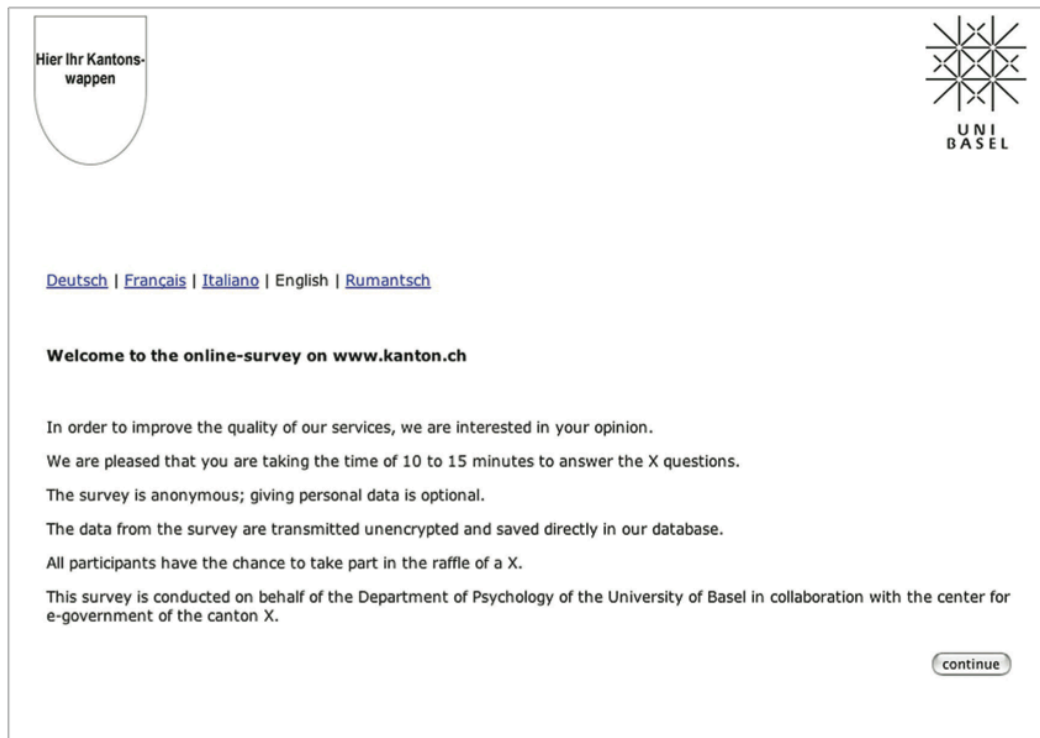 Hier Ihr Kantons-
wappen
UNI
BASEL
Deutsch | Français | Italiano | English | Rumantsch
Welcome to the online-survey on www.kanton.ch
In order to improve the quality of our services, we are interested in your opinion.
We are pleased that you are taking the time of 10 to 15 minutes to answer the X questions.
The survey is anonymous; giving personal data is optional.
The data from the survey are transmitted unencrypted and saved directly in our database.
All participants have the chance to take part in the raffle of a X.
This survey is conducted on behalf of the Department of Psychology of the University of Basel in collaboration with the center for
e-government of the canton X.
continue